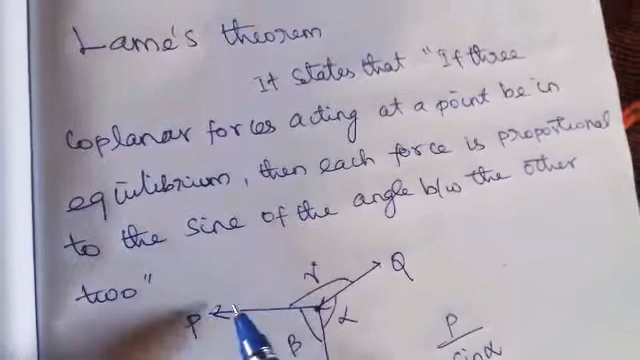 Lame's theorem
It states that "If three
coplanar forces acting at a point be in
equilibrium, then each force is proportional
to the sine of the angle b/w the other
two"
γ Q
P β α
P
sinα